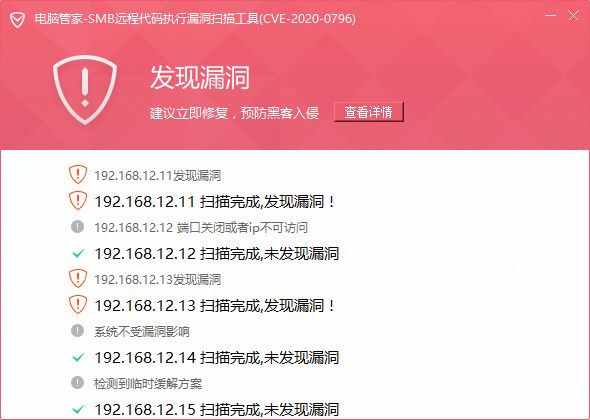 电脑管家-SMB远程代码执行漏洞扫描工具(CVE-2020-0796)
发现漏洞
建议立即修复，预防黑客入侵 查看详情
192.168.12.11发现漏洞
192.168.12.11 扫描完成,发现漏洞！
192.168.12.12 端口关闭或者ip不可访问
192.168.12.12 扫描完成,未发现漏洞
192.168.12.13发现漏洞
192.168.12.13 扫描完成,发现漏洞！
系统不受漏洞影响
192.168.12.14 扫描完成,未发现漏洞
检测到临时缓解方案
192.168.12.15 扫描完成,未发现漏洞